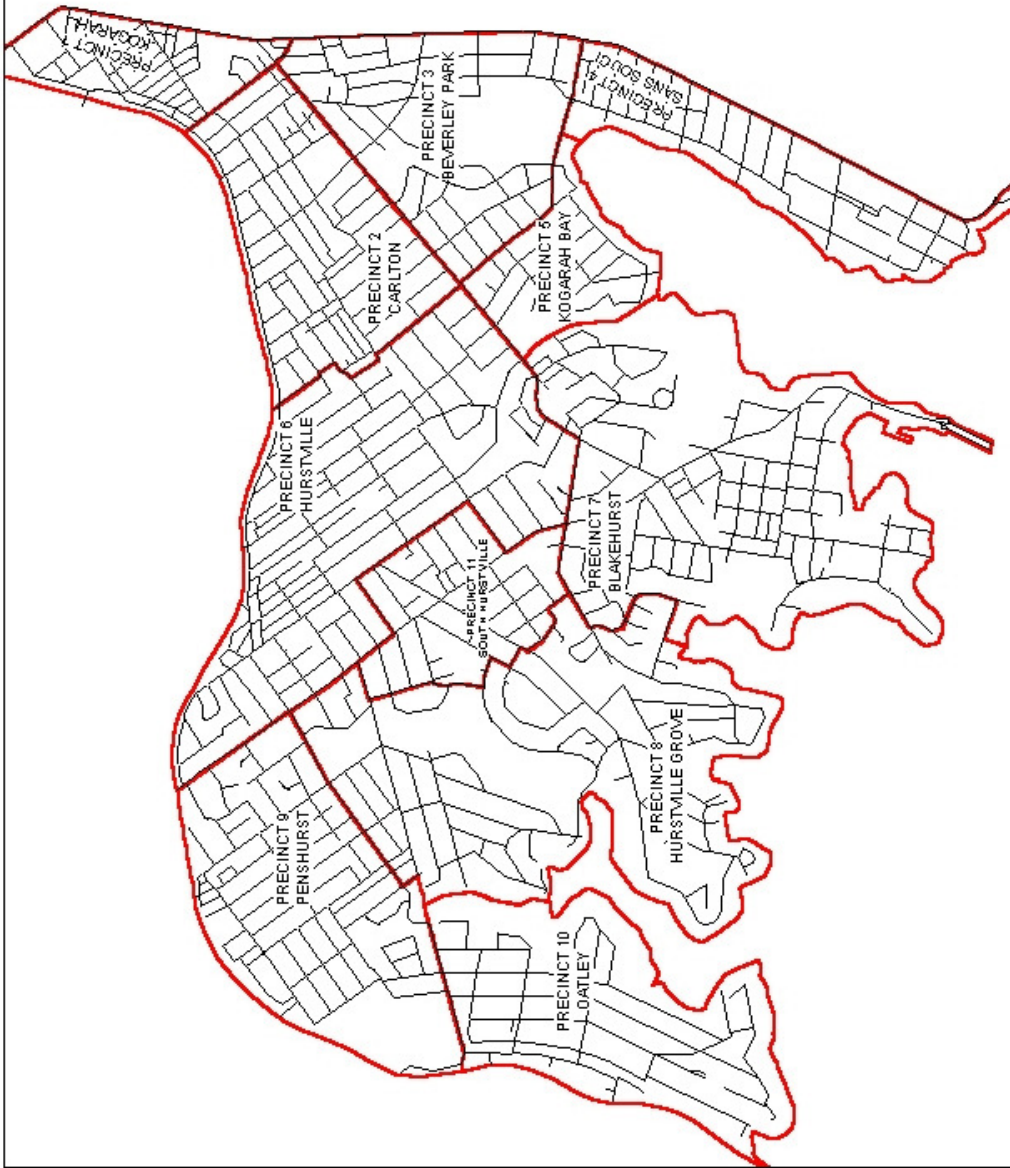 PRECINCT 1
KOGARAH
PRECINCT 3
BEVERLEY PARK
PRECINCT 4
SANS SOUCI
PRECINCT 2
CARLTON
PRECINCT 5
KOGARAH BAY
PRECINCT 6
HURSTVILLE
PRECINCT 11
SOUTH HURSTVILLE
PRECINCT 7
BLAKEHURST
PRECINCT 8
HURSTVILLE GROVE
PRECINCT 9
PENSHURST
PRECINCT 10
OATLEY